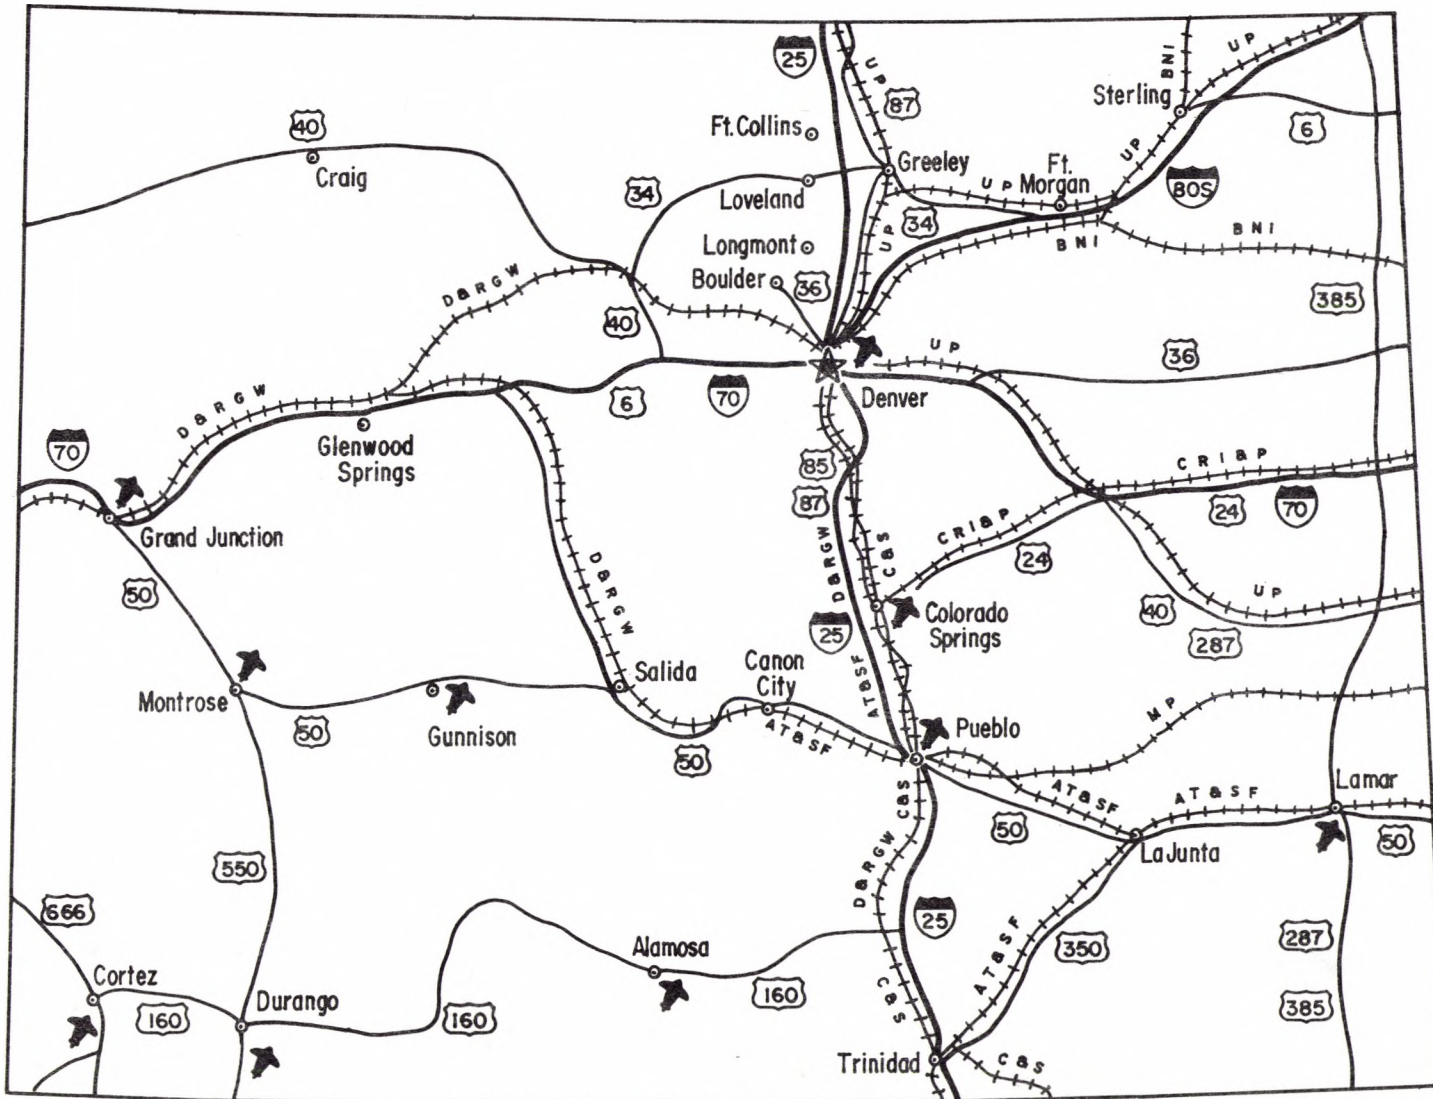 25
UP
87
BNI
UP
Sterling
6
40
Craig
Ft. Collins
Greeley
UP
Ft.
Morgan
80S
34
Loveland
UP
34
UP
BNI
BNI
Longmont
Boulder
36
385
D&RGW
40
UP
36
6
70
Denver
D&RGW
70
Glenwood
Springs
85
87
CRI&P
24
70
Grand Junction
D&RGW
C&S
CRI&P
24
50
D&RGW
25
Colorado
Springs
40
UP
287
Montrose
50
Gunnison
Salida
Canon
City
AT&SF
50
AT&SF
Pueblo
MP
C&S
AT&SF
50
AT&SF
Lamar
50
LaJunta
550
D&RGW
666
25
AT&SF
350
287
Cortez
160
Durango
160
Alamosa
160
C&S
385
Trinidad
C&S